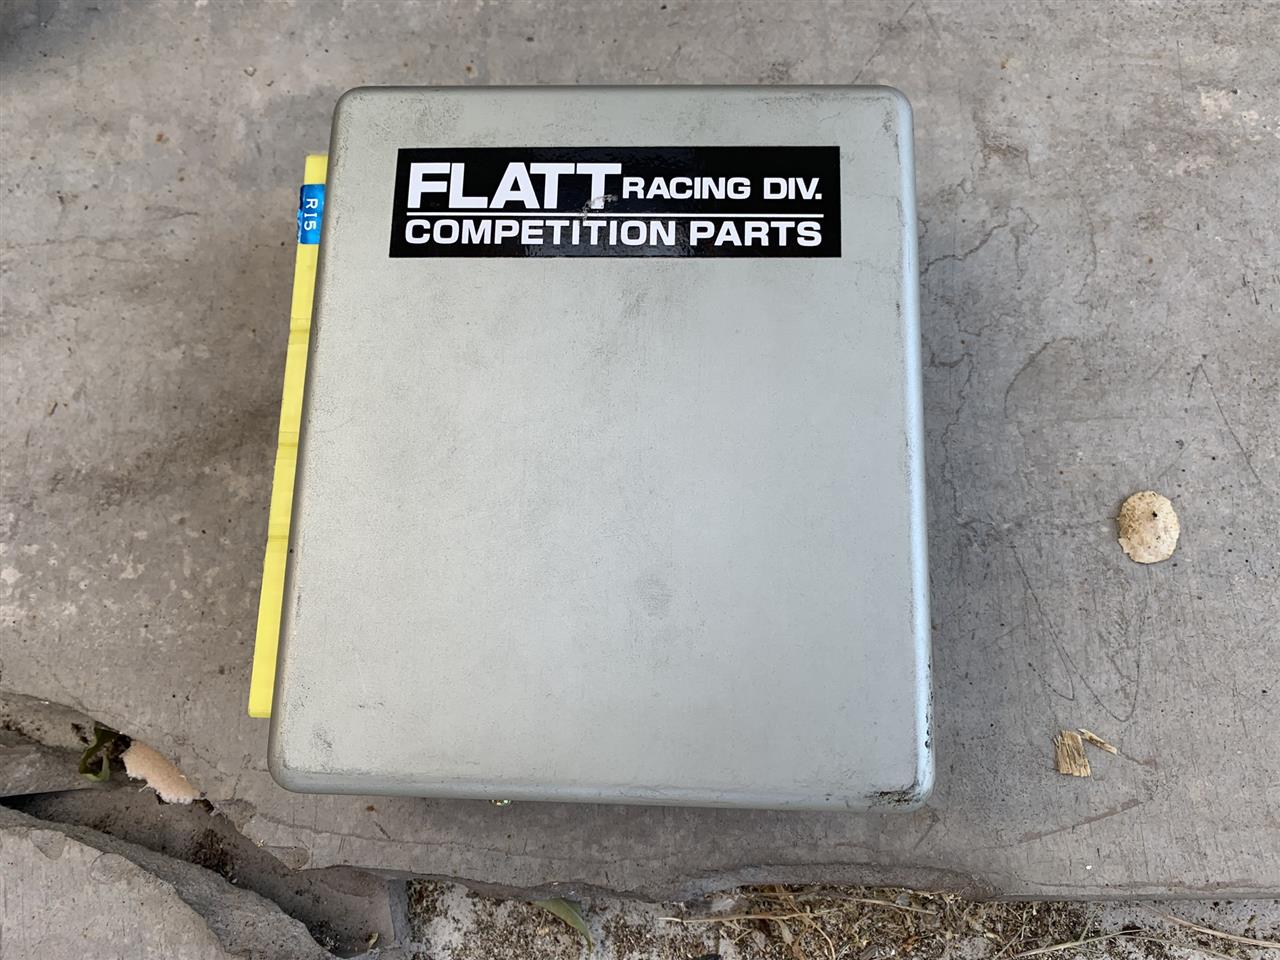 FLATT RACING DIV.
COMPETITION PARTS
R15